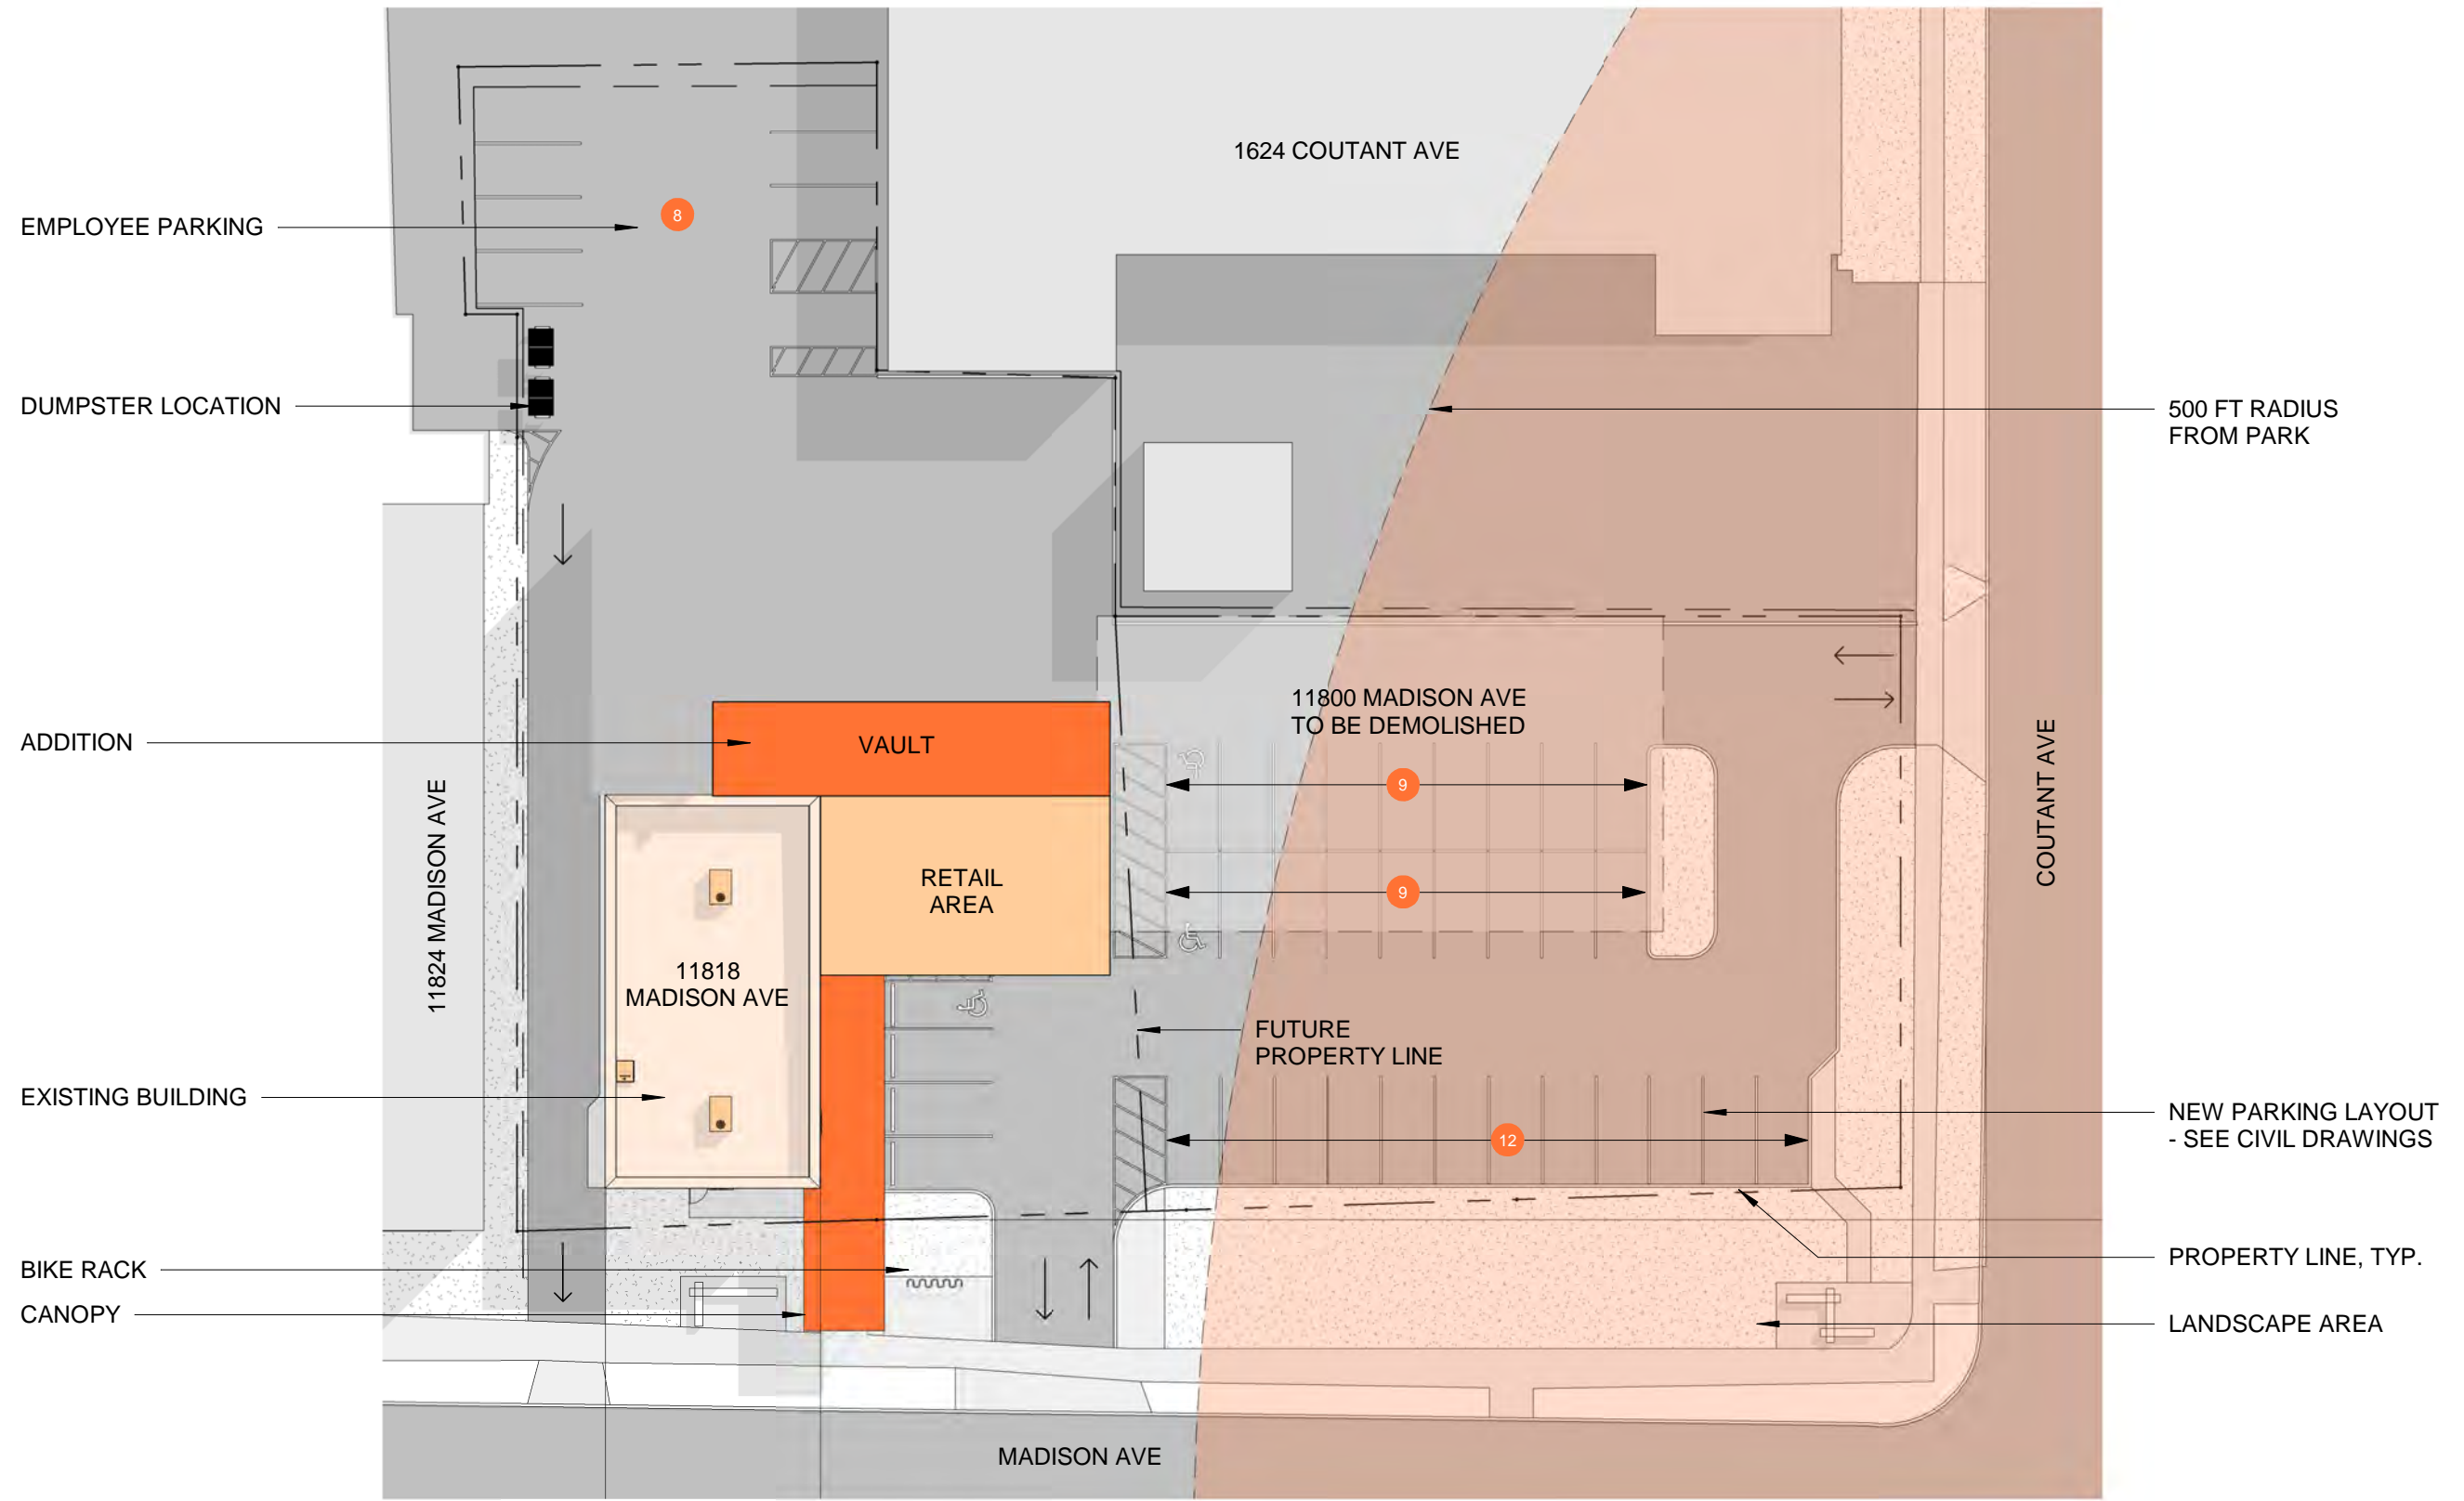 1624 COUTANT AVE
EMPLOYEE PARKING
8
DUMPSTER LOCATION
500 FT RADIUS
FROM PARK
11800 MADISON AVE
TO BE DEMOLISHED
ADDITION
VAULT
9
11824 MADISON AVE
COUTANT AVE
RETAIL
AREA
9
11818
MADISON AVE
FUTURE
PROPERTY LINE
EXISTING BUILDING
12
NEW PARKING LAYOUT
- SEE CIVIL DRAWINGS
BIKE RACK
PROPERTY LINE, TYP.
CANOPY
LANDSCAPE AREA
MADISON AVE